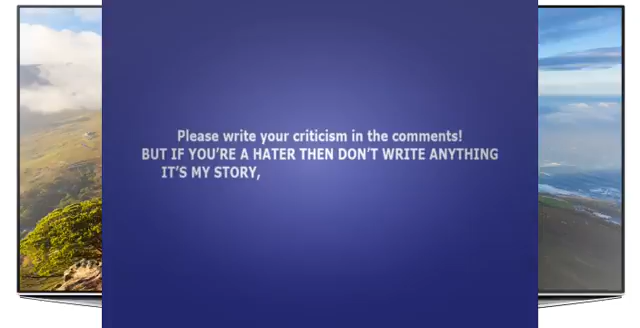 Please write your criticism in the comments!
BUT IF YOU'RE A HATER THEN DON'T WRITE ANYTHING
IT'S MY STORY,